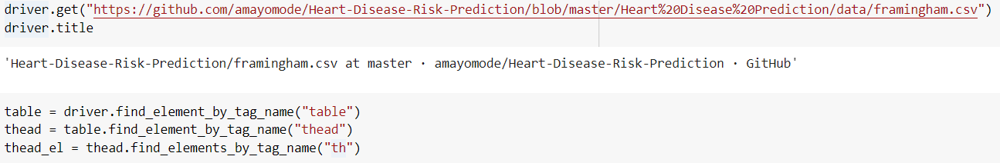 driver.get("https://github.com/amayomode/Heart-Disease-Risk-Prediction/blob/master/Heart%20Disease%20Prediction/data/framingham.csv")
driver.title
'Heart-Disease-Risk-Prediction/framingham.csv at master · amayomode/Heart-Disease-Risk-Prediction · GitHub'
table = driver.find_element_by_tag_name("table")
thead = table.find_element_by_tag_name("thead")
thead_el = thead.find_elements_by_tag_name("th")